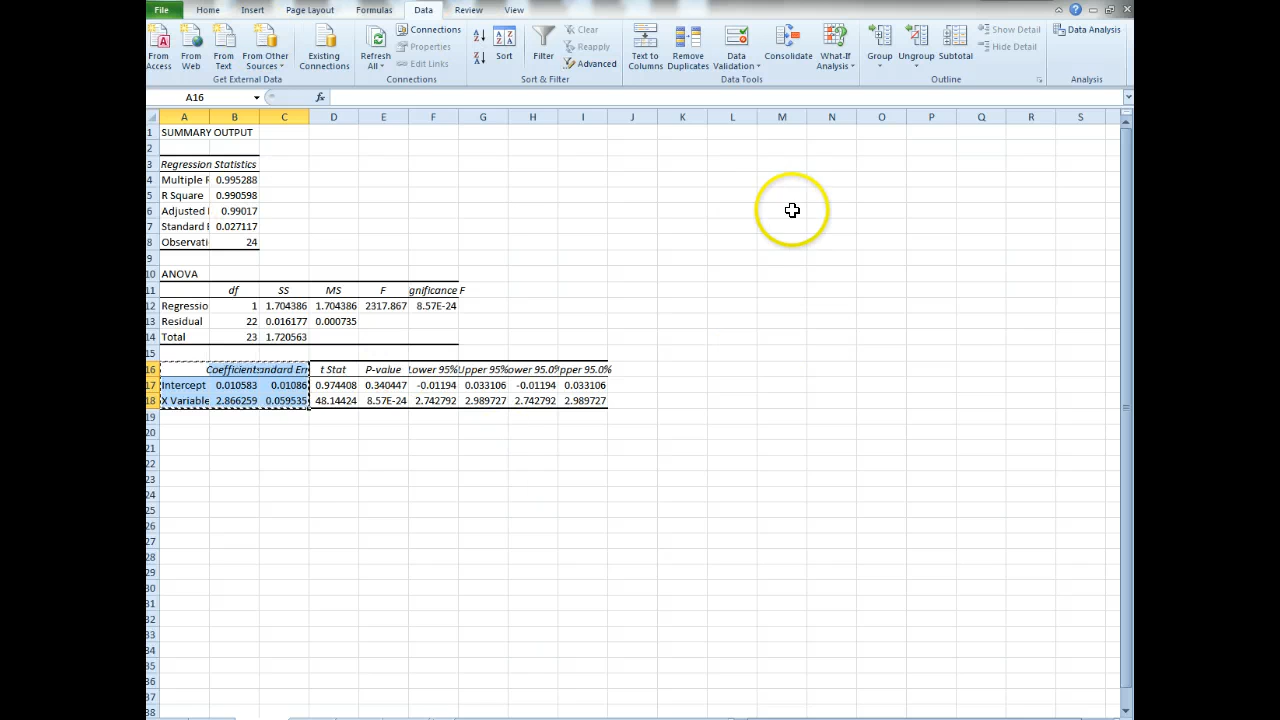 File Home Insert Page Layout Formulas Data Review View
From Access From Web From Text From Other Sources Existing Connections Refresh All Connections Properties Edit Links Sort Filter Clear Reapply Advanced Text to Columns Remove Duplicates Data Validation Consolidate What-If Analysis Group Ungroup Subtotal Show Detail Hide Detail Data Analysis
Get External Data Connections Sort & Filter Data Tools Outline Analysis
A16 fx
A B C D E F G H J K L M N O P Q R S
1 SUMMARY OUTPUT
2
3 Regression Statistics
4 Multiple R 0.995288
5 R Square 0.990598
6 Adjusted 0.99017
7 Standard E 0.027117
8 Observati 24
9
10 ANOVA
11 df SS MS F gnificance F
12 Regressio 1 1.704386 1.704386 2317.867 8.57E-24
13 Residual 22 0.016177 0.000735
14 Total 23 1.720563
15
16 Coefficients andard Err t Stat P-value Lower 95% Upper 95% ower 95.0% pper 95.0%
17 Intercept 0.010583 0.01086 0.974408 0.340447 -0.01194 0.033106 -0.01194 0.033106
18 X Variable 2.866259 0.059535 48.14424 8.57E-24 2.742792 2.989727 2.742792 2.989727
19
20
21
22
23
24
25
26
27
28
29
30
31
32
33
34
35
36
37
38